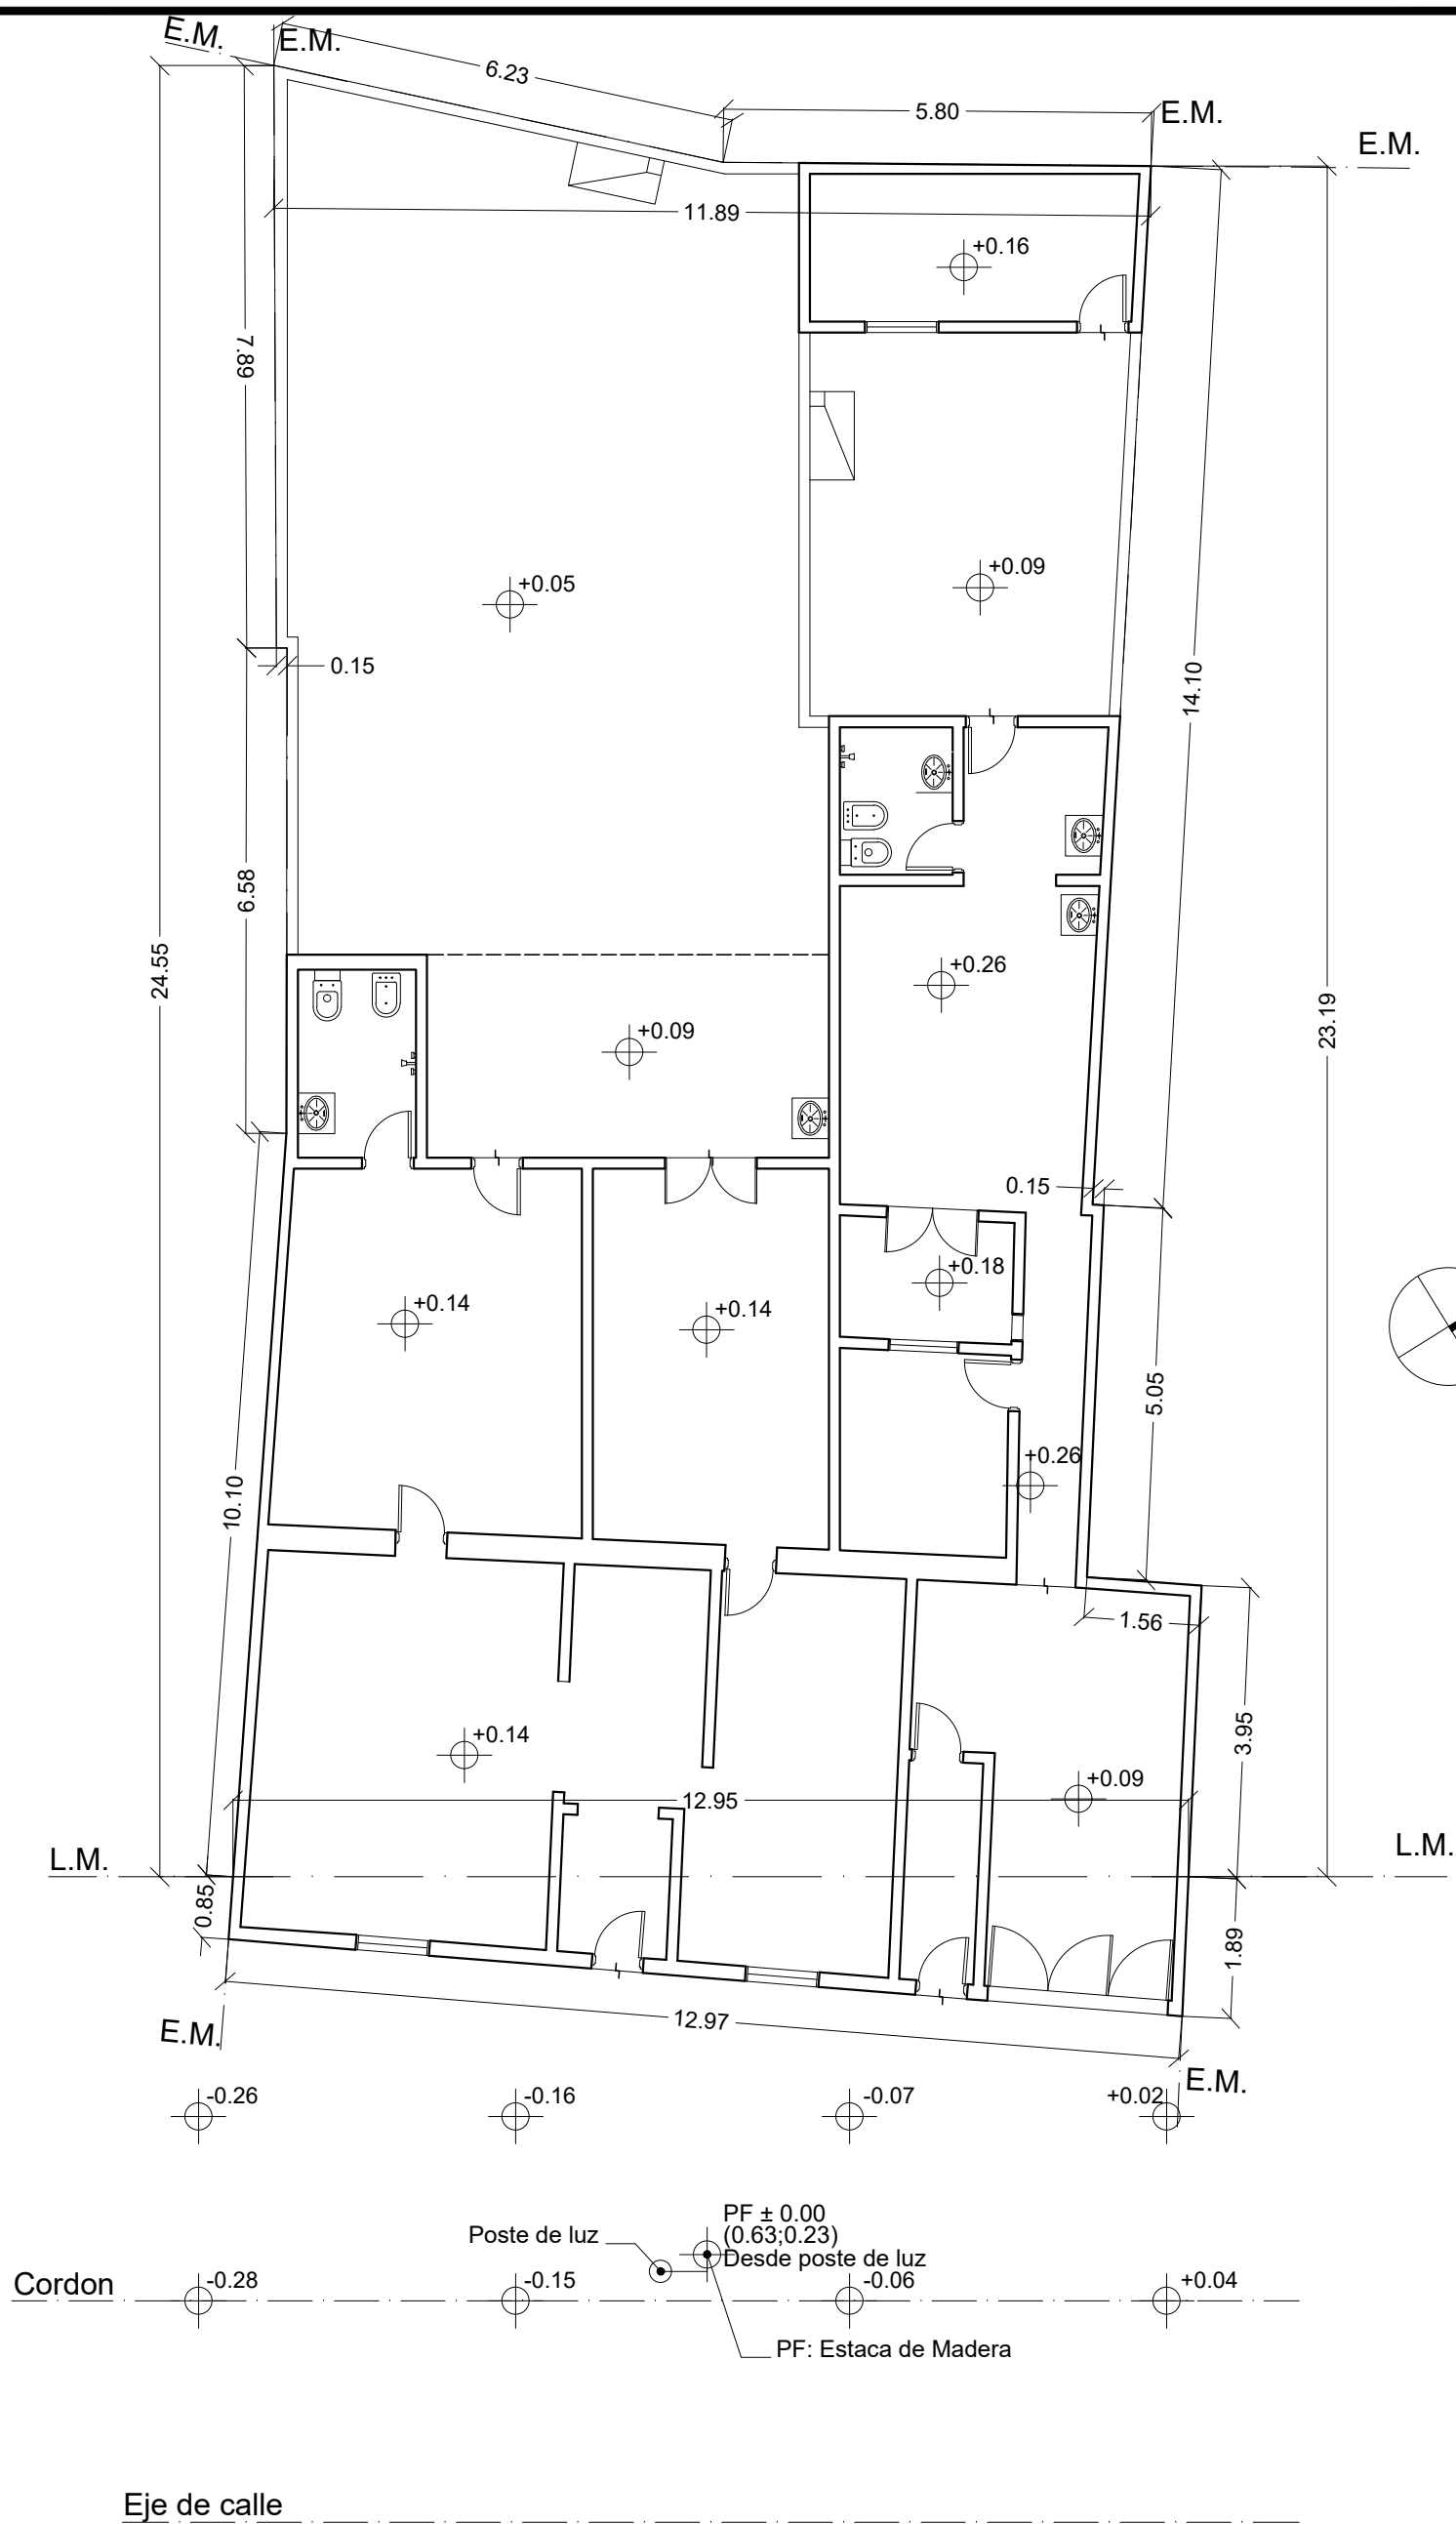 E.M.
E.M.
6.23
5.80
E.M.
E.M.
11.89
+0.16
7.89
+0.05
+0.09
0.15
14.10
6.58
24.55
+0.26
23.19
+0.09
0.15
+0.18
+0.14
+0.14
5.05
10.10
+0.26
1.56
+0.14
3.95
+0.09
12.95
L.M.
L.M.
0.85
1.89
12.97
E.M.
E.M.
-0.26
-0.16
-0.07
+0.02
PF ± 0.00
(0.63;0.23)
Desde poste de luz
Poste de luz
Cordon
-0.28
-0.15
-0.06
+0.04
PF: Estaca de Madera
Eje de calle